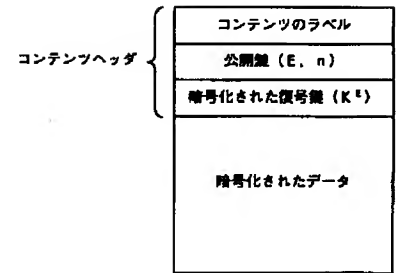 コンテンツのラベル
コンテンツヘッダ
公開鍵 (E, n)
暗号化された復号鍵 (Kᴱ)
暗号化されたデータ